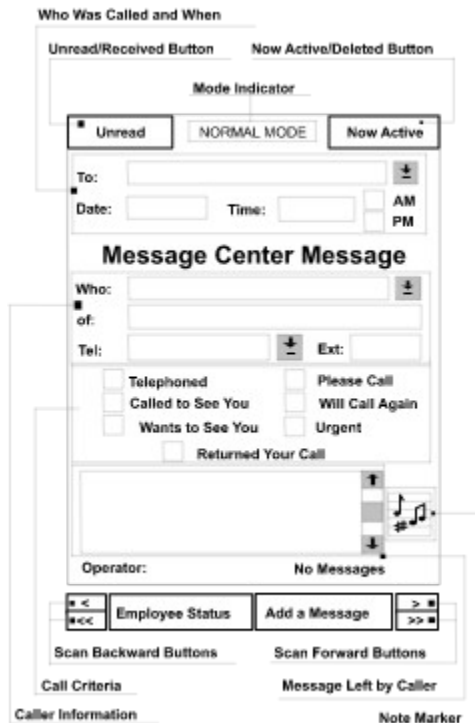 Who Was Called and When
Unread/Received Button Now Active/Deleted Button
Mode Indicator
Unread NORMAL MODE Now Active
To:
Date: Time: AM
PM
Message Center Message
Who:
of:
Tel: Ext:
Telephoned Please Call
Called to See You Will Call Again
Wants to See You Urgent
Returned Your Call
Operator: No Messages
< Employee Status Add a Message >
<< >>
Scan Backward Buttons Scan Forward Buttons
Call Criteria Message Left by Caller
Caller Information Note Marker